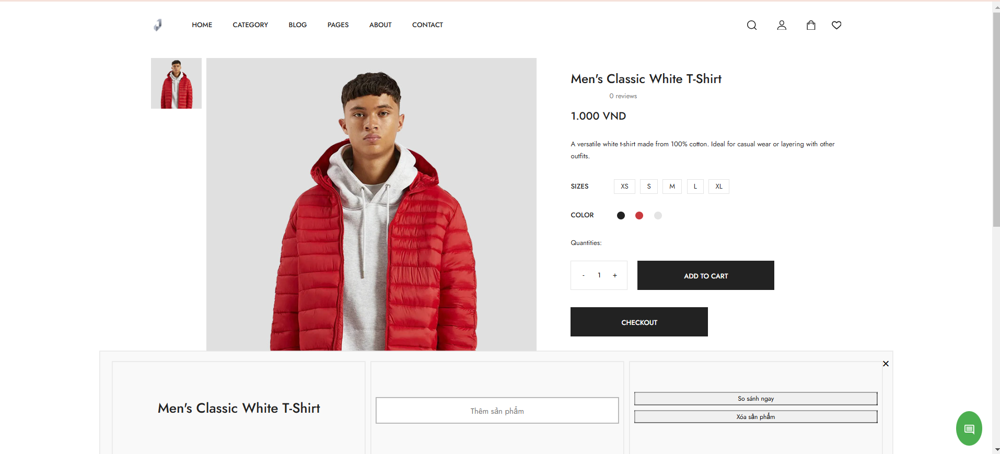 HOME CATEGORY BLOG PAGES ABOUT CONTACT
Men's Classic White T-Shirt
0 reviews
1.000 VND
A versatile white t-shirt made from 100% cotton. Ideal for casual wear or layering with other
outfits.
SIZES XS S M L XL
COLOR
Quantities:
- 1 + ADD TO CART
CHECKOUT
×
Men's Classic White T-Shirt
Thêm sản phẩm
So sánh ngay
Xóa sản phẩm